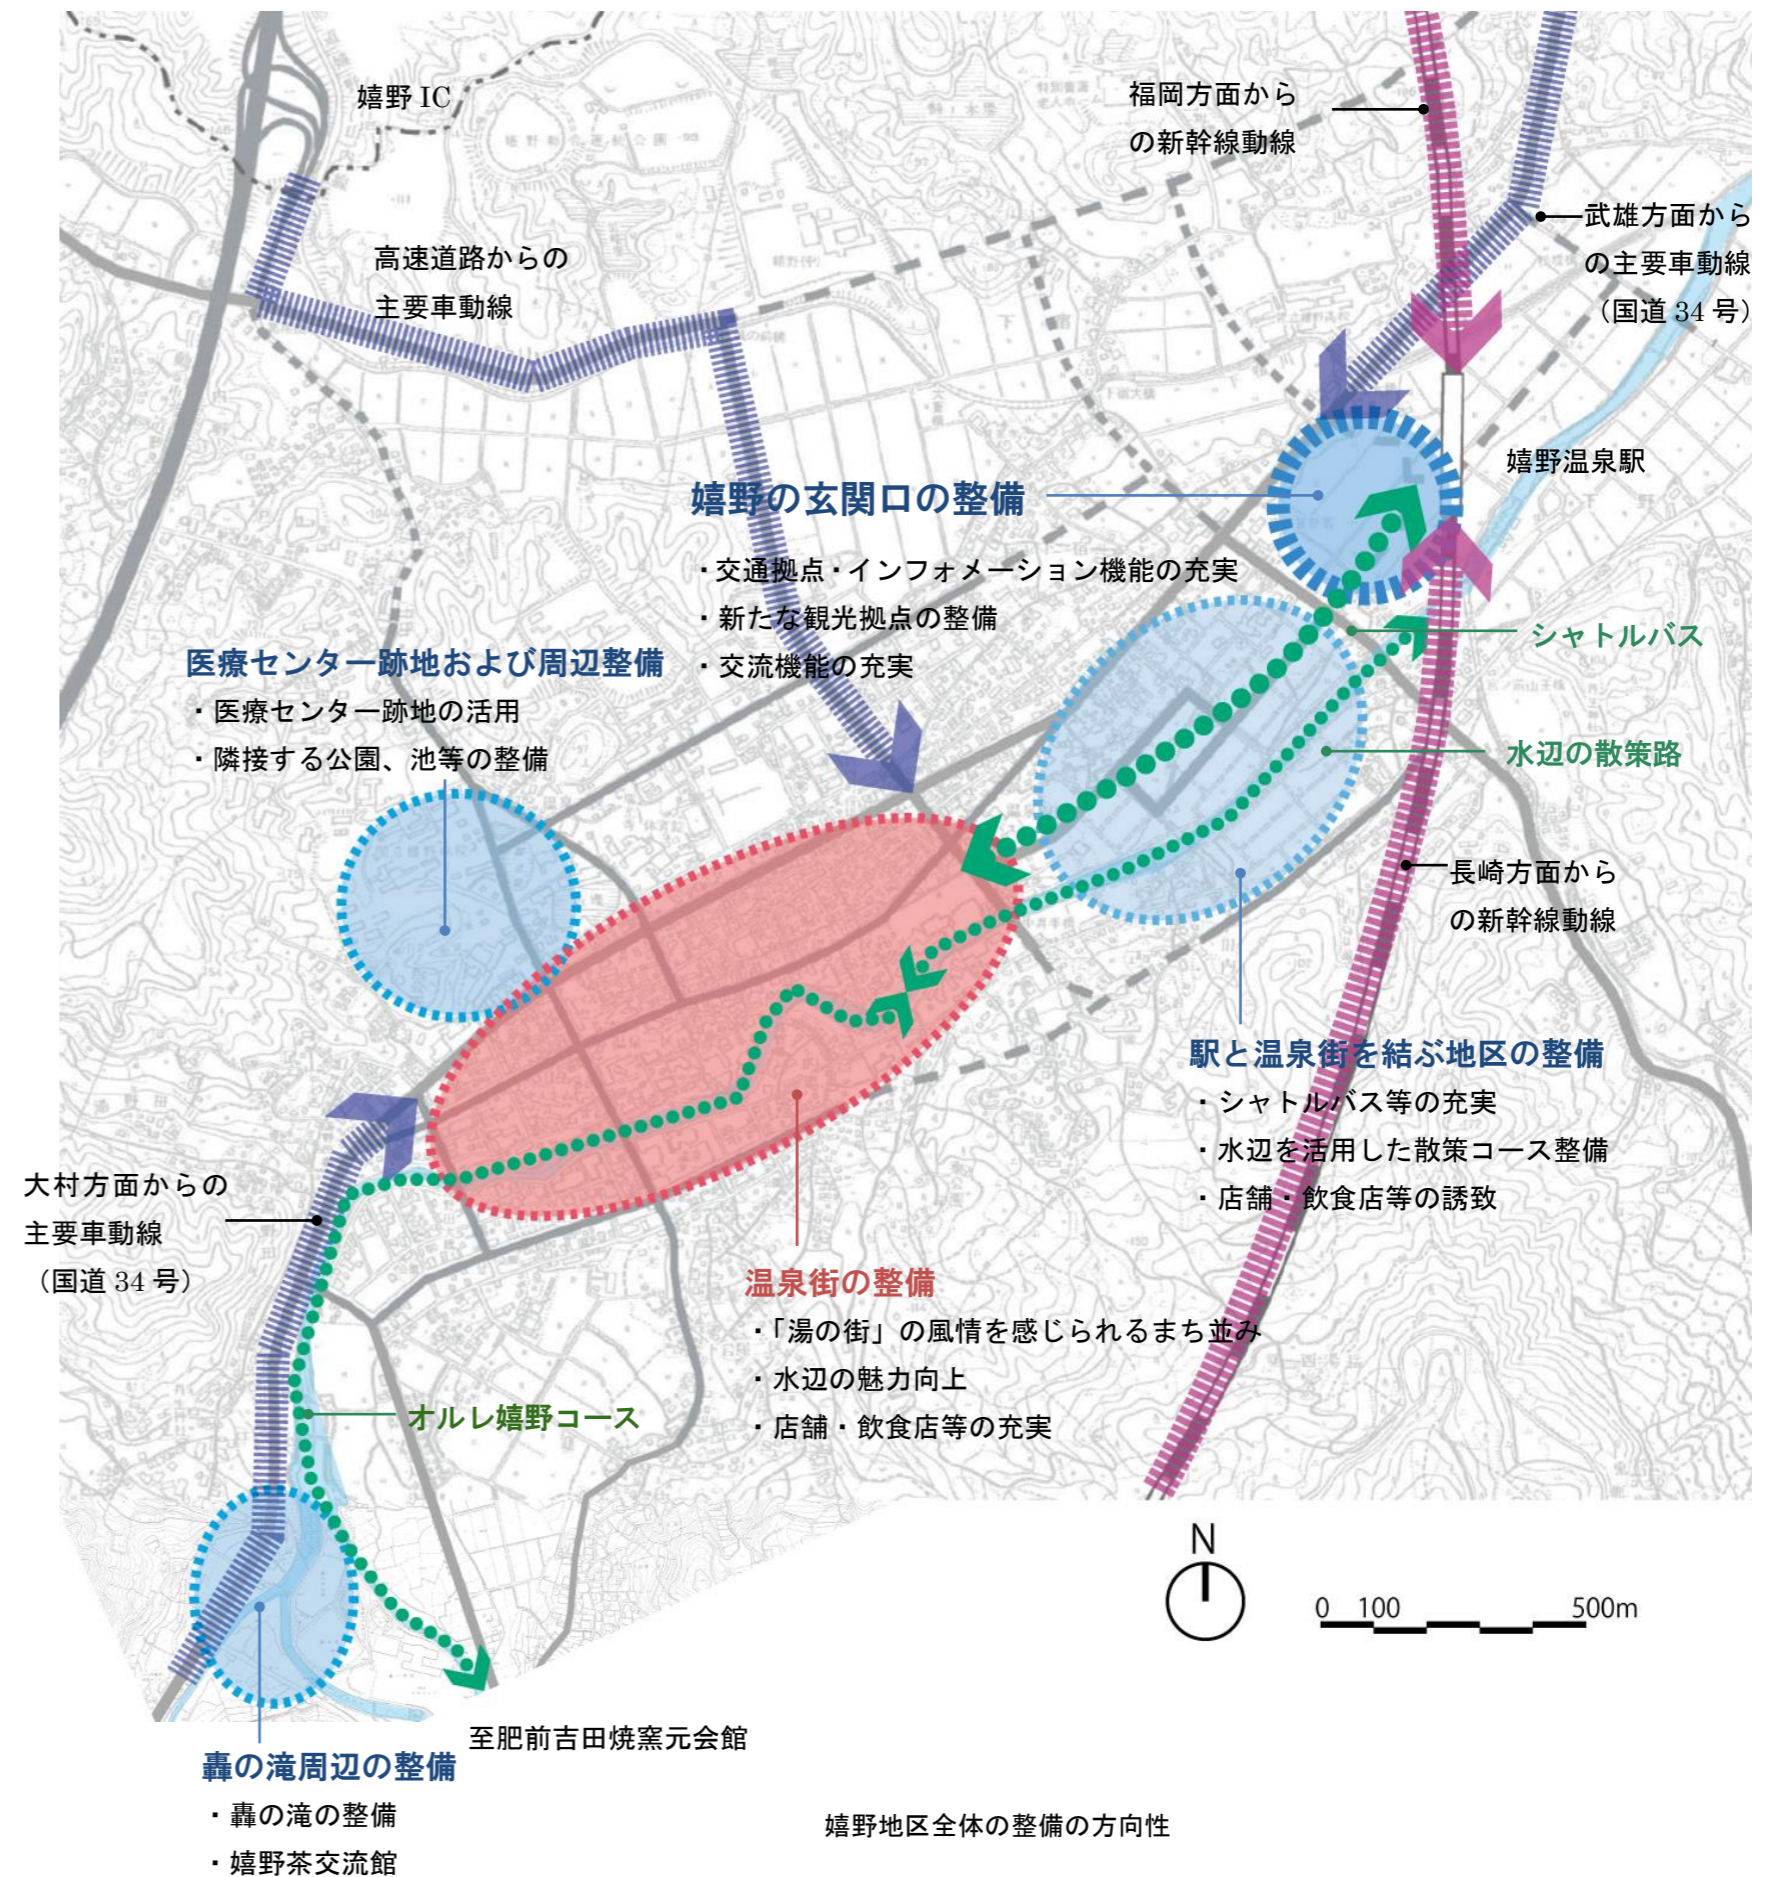 嬉野 IC
福岡方面から
の新幹線動線
武雄方面から
の主要車動線
（国道 34 号）
高速道路からの
主要車動線
嬉野温泉駅
嬉野の玄関口の整備
・交通拠点・インフォメーション機能の充実
・新たな観光拠点の整備
・交流機能の充実
シャトルバス
医療センター跡地および周辺整備
・医療センター跡地の活用
・隣接する公園、池等の整備
水辺の散策路
長崎方面から
の新幹線動線
駅と温泉街を結ぶ地区の整備
・シャトルバス等の充実
・水辺を活用した散策コース整備
・店舗・飲食店等の誘致
大村方面からの
主要車動線
（国道 34 号）
温泉街の整備
・「湯の街」の風情を感じられるまち並み
・水辺の魅力向上
・店舗・飲食店等の充実
オルレ嬉野コース
N
0 100 500m
至肥前吉田焼窯元会館
轟の滝周辺の整備
・轟の滝の整備
・嬉野茶交流館
嬉野地区全体の整備の方向性